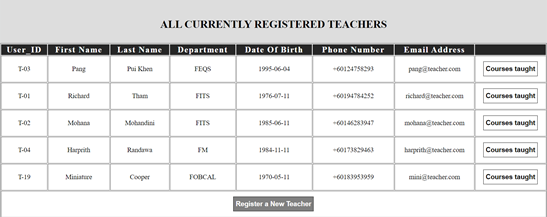 ALL CURRENTLY REGISTERED TEACHERS
User_ID First Name Last Name Department Date Of Birth Phone Number Email Address
T-03 Pang Pui Khen FEQS 1995-06-04 +60124758293 pang@teacher.com Courses taught
T-01 Richard Tham FITS 1976-07-11 +60194784252 richard@teacher.com Courses taught
T-02 Mohana Mohandini FITS 1985-06-11 +60146283947 mohana@teacher.com Courses taught
T-04 Harprith Randawa FM 1984-11-11 +60173829463 harprith@teacher.com Courses taught
T-19 Miniature Cooper FOBCAL 1970-05-11 +60183953959 mini@teacher.com Courses taught
Register a New Teacher